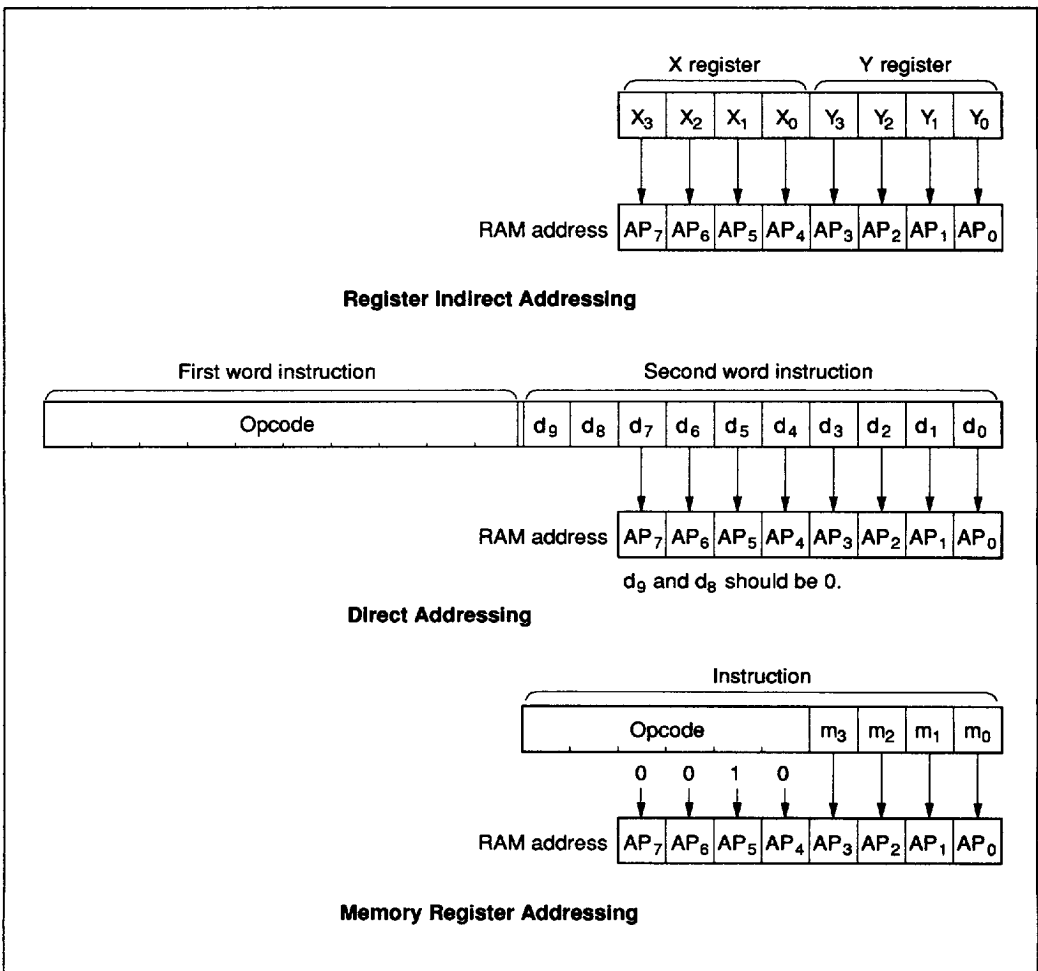 X register Y register
X3 X2 X1 X0 Y3 Y2 Y1 Y0
RAM address AP7 AP6 AP5 AP4 AP3 AP2 AP1 AP0
Register Indirect Addressing
First word instruction Second word instruction
Opcode d9 d8 d7 d6 d5 d4 d3 d2 d1 d0
RAM address AP7 AP6 AP5 AP4 AP3 AP2 AP1 AP0
d9 and d8 should be 0.
Direct Addressing
Instruction
Opcode m3 m2 m1 m0
0 0 1 0
RAM address AP7 AP6 AP5 AP4 AP3 AP2 AP1 AP0
Memory Register Addressing